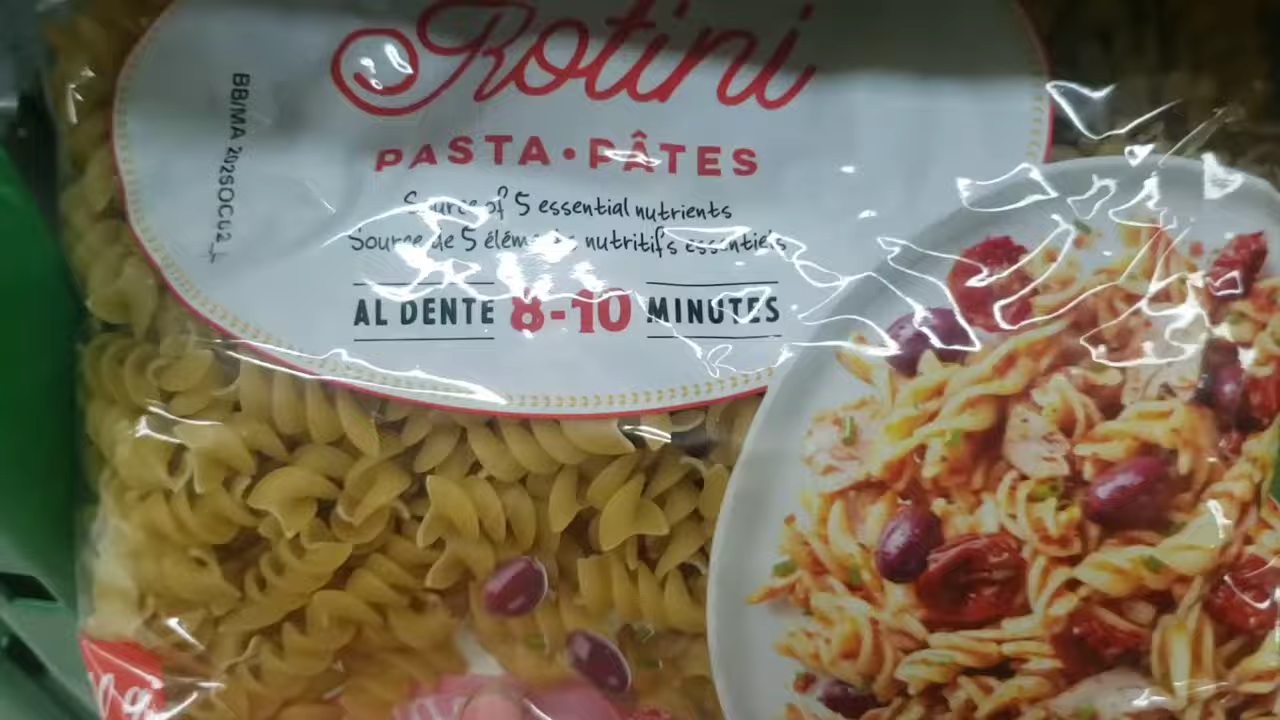 Rotini
PASTA • PÂTES
Source of 5 essential nutrients
Source de 5 éléments nutritifs essentiels
AL DENTE 8-10 MINUTES
BB/MA 2026OC02